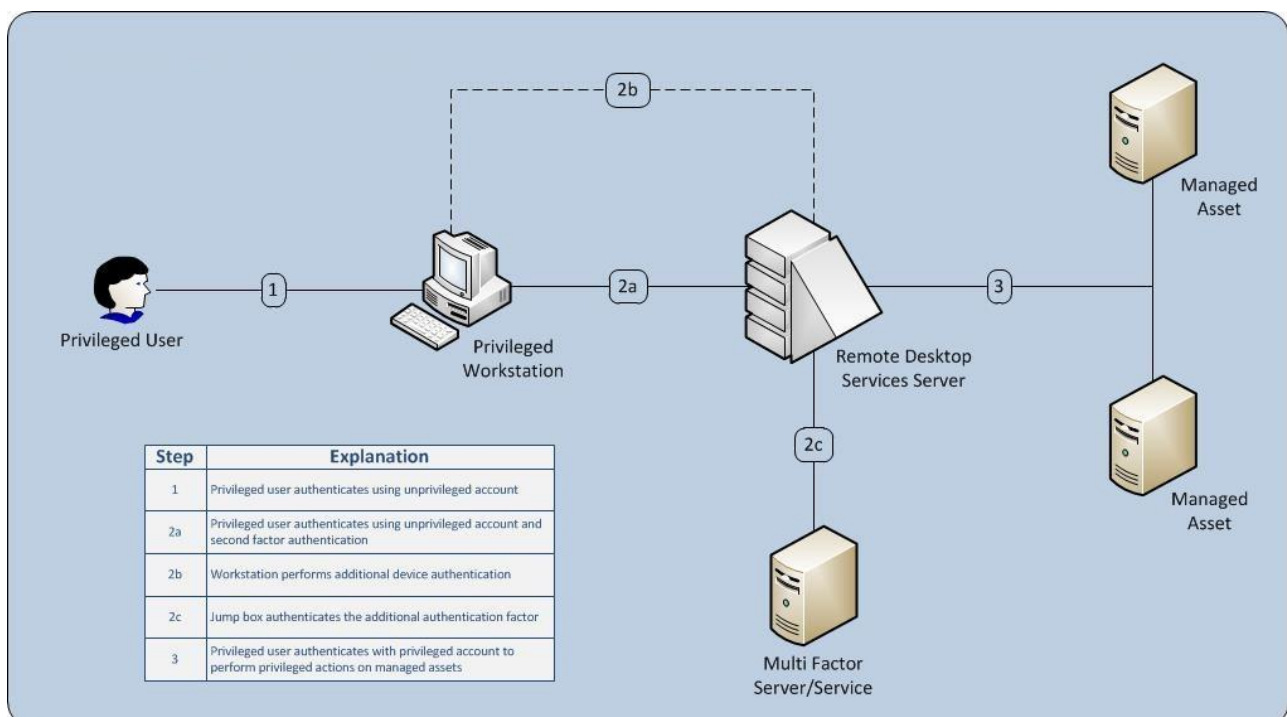 2b
Managed
Asset
1
2a
3
Privileged User
Privileged
Workstation
Remote Desktop
Services Server
2c
Managed
Asset
Multi Factor
Server/Service
Step Explanation
1 Privileged user authenticates using unprivileged account
2a Privileged user authenticates using unprivileged account and
second factor authentication
2b Workstation performs additional device authentication
2c Jump box authenticates the additional authentication factor
3 Privileged user authenticates with privileged account to
perform privileged actions on managed assets